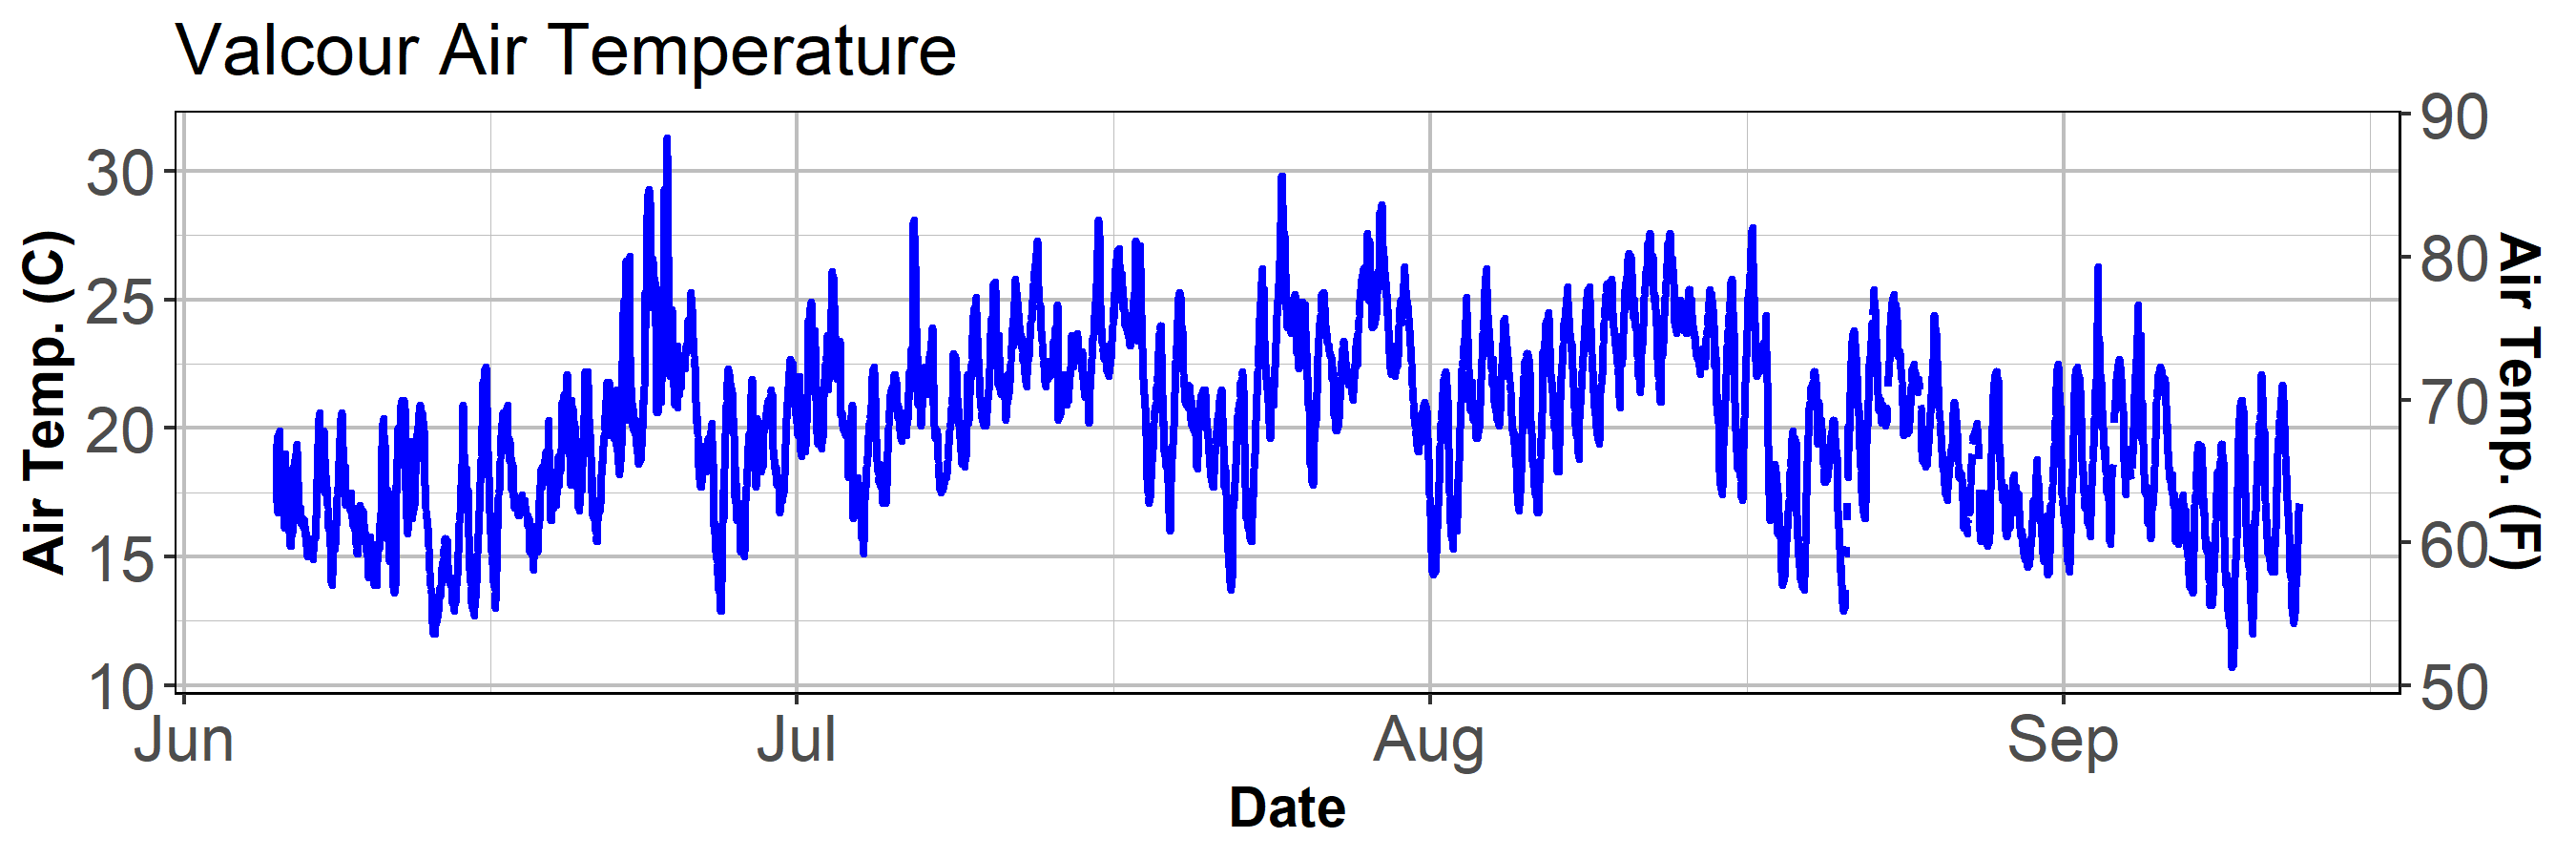 Valcour Air Temperature
Air Temp. (C)
30
25
20
15
10
90
80
70
60
50
Air Temp. (F)
Jun
Jul
Aug
Sep
Date